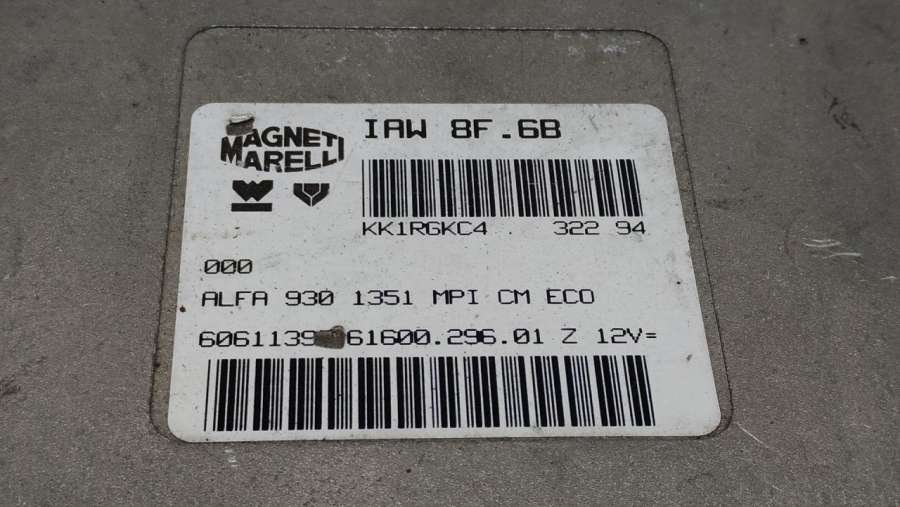 MAGNETI
MARELLI
IAW 8F.6B
KK1RGKC4 322 94
000
ALFA 930 1351 MPI CM ECO
61600.296.01 Z 12V=